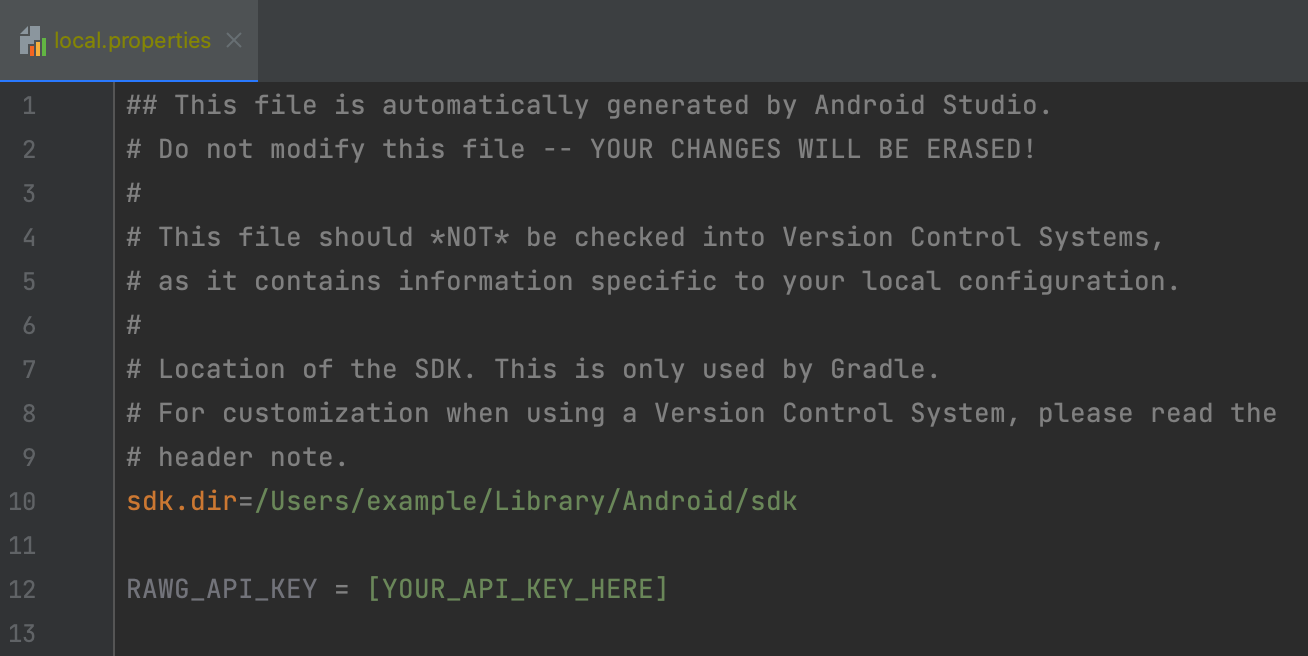 local.properties
1 ## This file is automatically generated by Android Studio.
2 # Do not modify this file -- YOUR CHANGES WILL BE ERASED!
3 #
4 # This file should *NOT* be checked into Version Control Systems,
5 # as it contains information specific to your local configuration.
6 #
7 # Location of the SDK. This is only used by Gradle.
8 # For customization when using a Version Control System, please read the
9 # header note.
10 sdk.dir=/Users/example/Library/Android/sdk
11
12 RAWG_API_KEY = [YOUR_API_KEY_HERE]
13